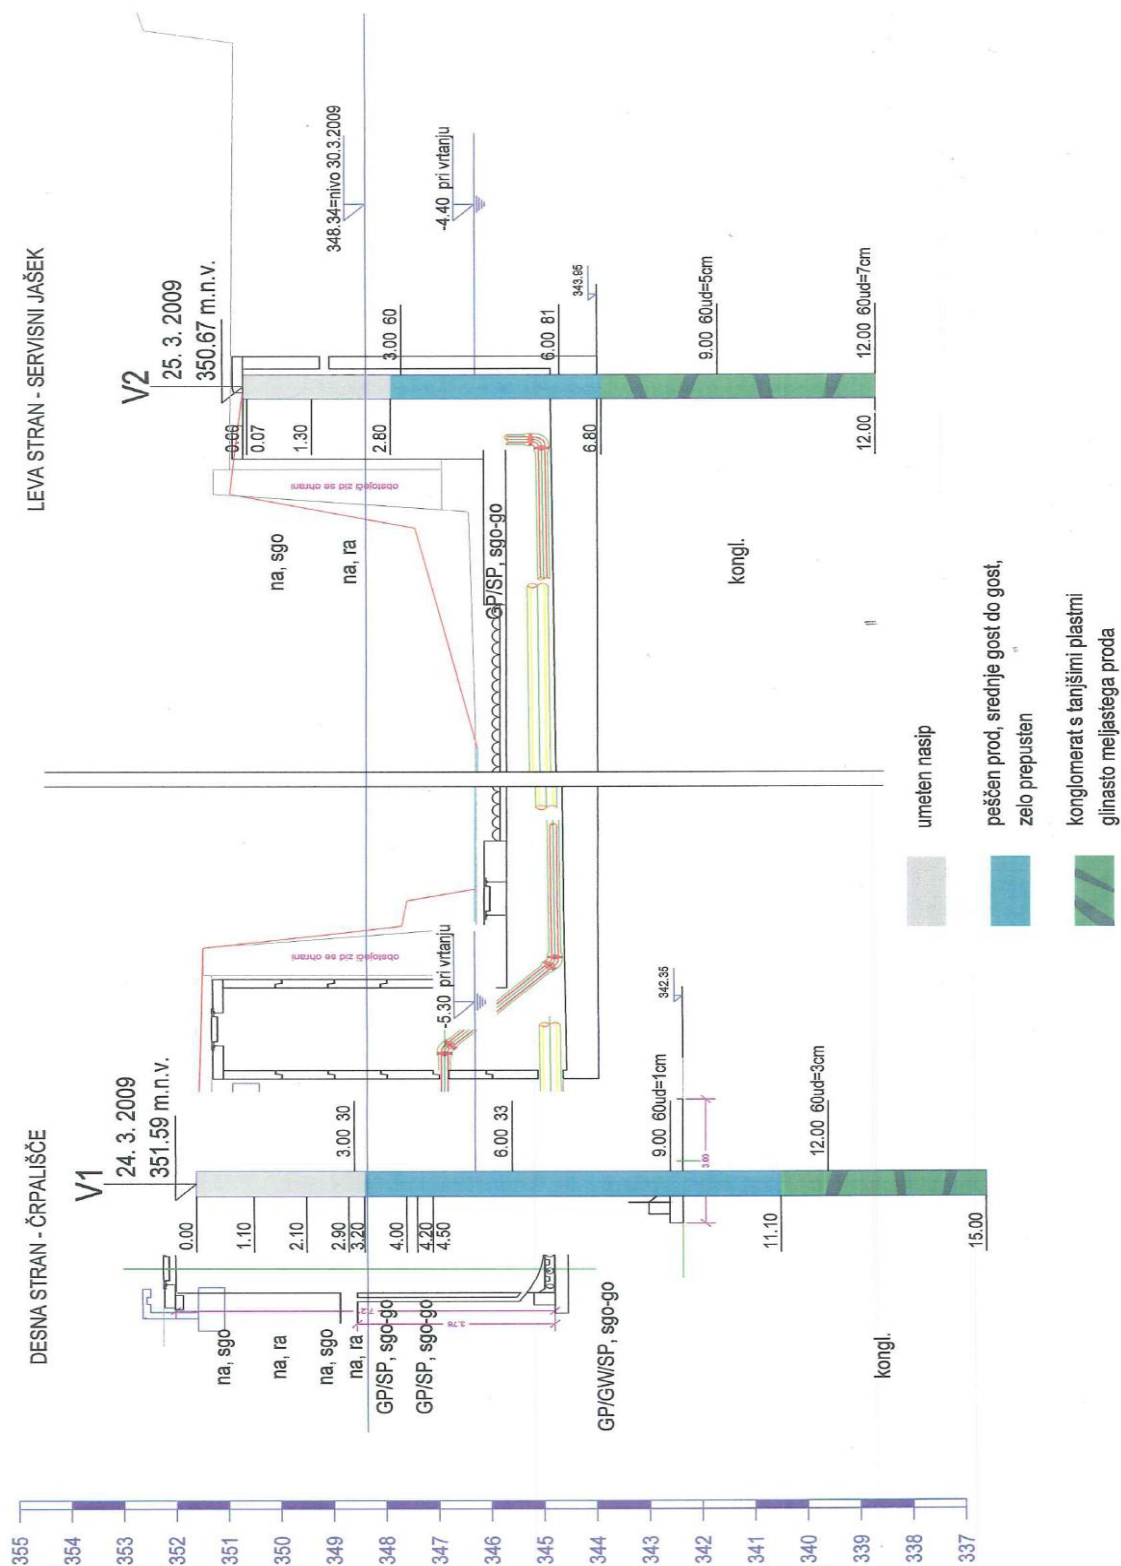 DESNA STRAN - ČRPALIŠČE
LEVA STRAN - SERVISNI JAŠEK
V1
24. 3. 2009
351.59 m.n.v.
V2
25. 3. 2009
350.67 m.n.v.
355
354
353
352
351
350
349
348
347
346
345
344
343
342
341
340
339
338
337
na, sgo
na, ra
na, sgo
na, ra
GP/SP, sgo-go
GP/SP, sgo-go
GP/GW/SP, sgo-go
kongl.
7.2
3.78
0.00
1.10
2.10
2.90
3.20
4.00
4.20
4.50
11.10
15.00
3.00 30
6.00 33
9.00 60ud=1cm
12.00 60ud=3cm
3.00
342.35
-5.30 pri vrtanju
obstoječi zid se ohrani
obstoječi zid se ohrani
na, sgo
na, ra
GP/SP, sgo-go
kongl.
0.00
0.07
1.30
2.80
6.80
12.00
3.00 60
6.00 81
9.00 60ud=5cm
12.00 60ud=7cm
348.34=nivo 30.3.2009
-4.40 pri vrtanju
343.95
umeten nasip
peščen prod, srednje gost do gost,
zelo prepusten
konglomerat s tanjšimi plastmi
glinasto meljastega proda